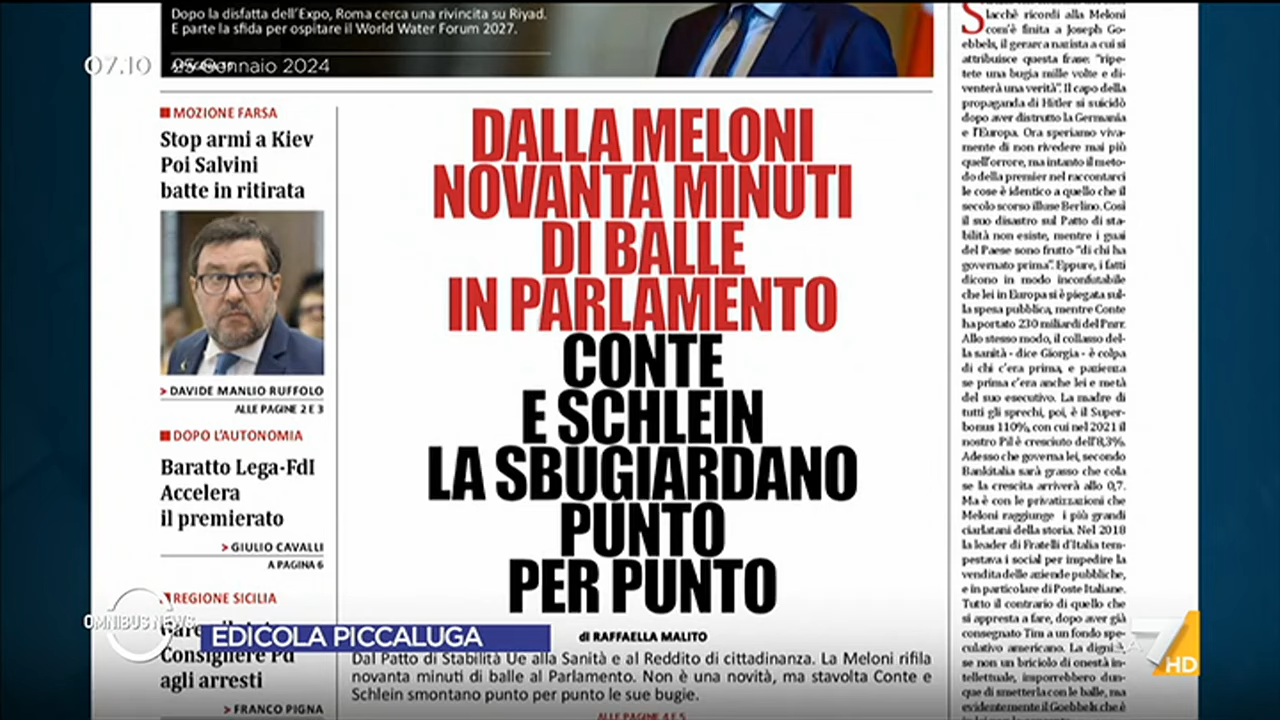 Dopo la disfatta dell'Expo, Roma cerca una rivincita su Riyad.
E parte la sfida per ospitare il World Water Forum 2027.
07.10
25 Gennaio 2024
MOZIONE FARSA
Stop armi a Kiev
Poi Salvini
batte in ritirata
> DAVIDE MANLIO RUFFOLO
ALLE PAGINE 2 E 3
DOPO L'AUTONOMIA
Baratto Lega-FdI
Accelera
il premierato
> GIULIO CAVALLI
A PAGINA 6
REGIONE SICILIA
Consigliere Pd
agli arresti
> FRANCO PIGNA
DALLA MELONI
NOVANTA MINUTI
DI BALLE
IN PARLAMENTO
CONTE
E SCHLEIN
LA SBUGIARDANO
PUNTO
PER PUNTO
di RAFFAELLA MALITO
Dal Patto di Stabilità Ue alla Sanità e al Reddito di cittadinanza. La Meloni rifila
novanta minuti di balle al Parlamento. Non è una novità, ma stavolta Conte e
Schlein smontano punto per punto le sue bugie.
ALLE PAGINE 4 E 5
lacchè ricordi alla Meloni
com'è finita a Joseph Go-
ebbels, il gerarca nazista a cui si
attribuisce questa frase: "ripe-
tete una bugia mille volte e di-
venterà una verità". Il capo della
propaganda di Hitler si suicidò
dopo aver distrutto la Germania
e l'Europa. Ora speriamo viva-
mente di non rivedere mai più
quell'orrore, ma intanto il meto-
do della premier nel raccontarci
le cose è identico a quello che il
secolo scorso illuse Berlino. Così
il suo disastro sul Patto di sta-
bilità non esiste, mentre i guai
del Paese sono frutto "di chi ha
governato prima". Eppure, i fatti
dicono in modo inconfutabile
che lei in Europa si è piegata sul-
la spesa pubblica, mentre Conte
ha portato 230 miliardi del Pnrr.
Allo stesso modo, il collasso del-
la sanità - dice Giorgia - è colpa
di chi c'era prima, e pazienza
se prima c'era anche lei e metà
del suo esecutivo. La madre di
tutti gli sprechi, poi, è il Super-
bonus 110%, con cui nel 2021 il
nostro Pil è cresciuto dell'8,3%.
Adesso che governa lei, secondo
Bankitalia sarà grasso che cola
se la crescita arriverà allo 0,7.
Ma è con le privatizzazioni che
Meloni raggiunge i più grandi
ciarlatani della storia. Nel 2018
la leader di Fratelli d'Italia tem-
pestava i social per impedire la
vendita delle aziende pubbliche,
e in particolare di Poste Italiane.
Tutto il contrario di quello che
si appresta a fare, dopo aver già
consegnato Tim a un fondo spe-
culativo americano. La dignità,
se non un briciolo di onestà in-
tellettuale, imporrebbero dun-
que di smetterla con le balle, ma
evidentemente il Goebbels che è
OMNIBUS NEWS
EDICOLA PICCALUGA
LA 7
HD